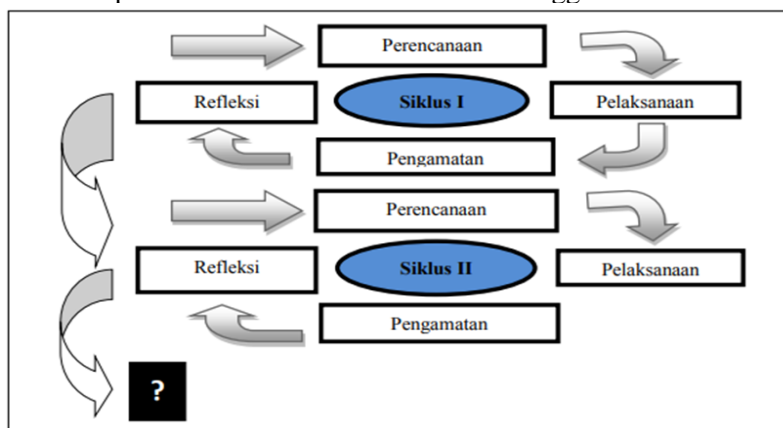 Perencanaan
Refleksi
Siklus I
Pelaksanaan
Pengamatan
Perencanaan
Refleksi
Siklus II
Pelaksanaan
Pengamatan
?